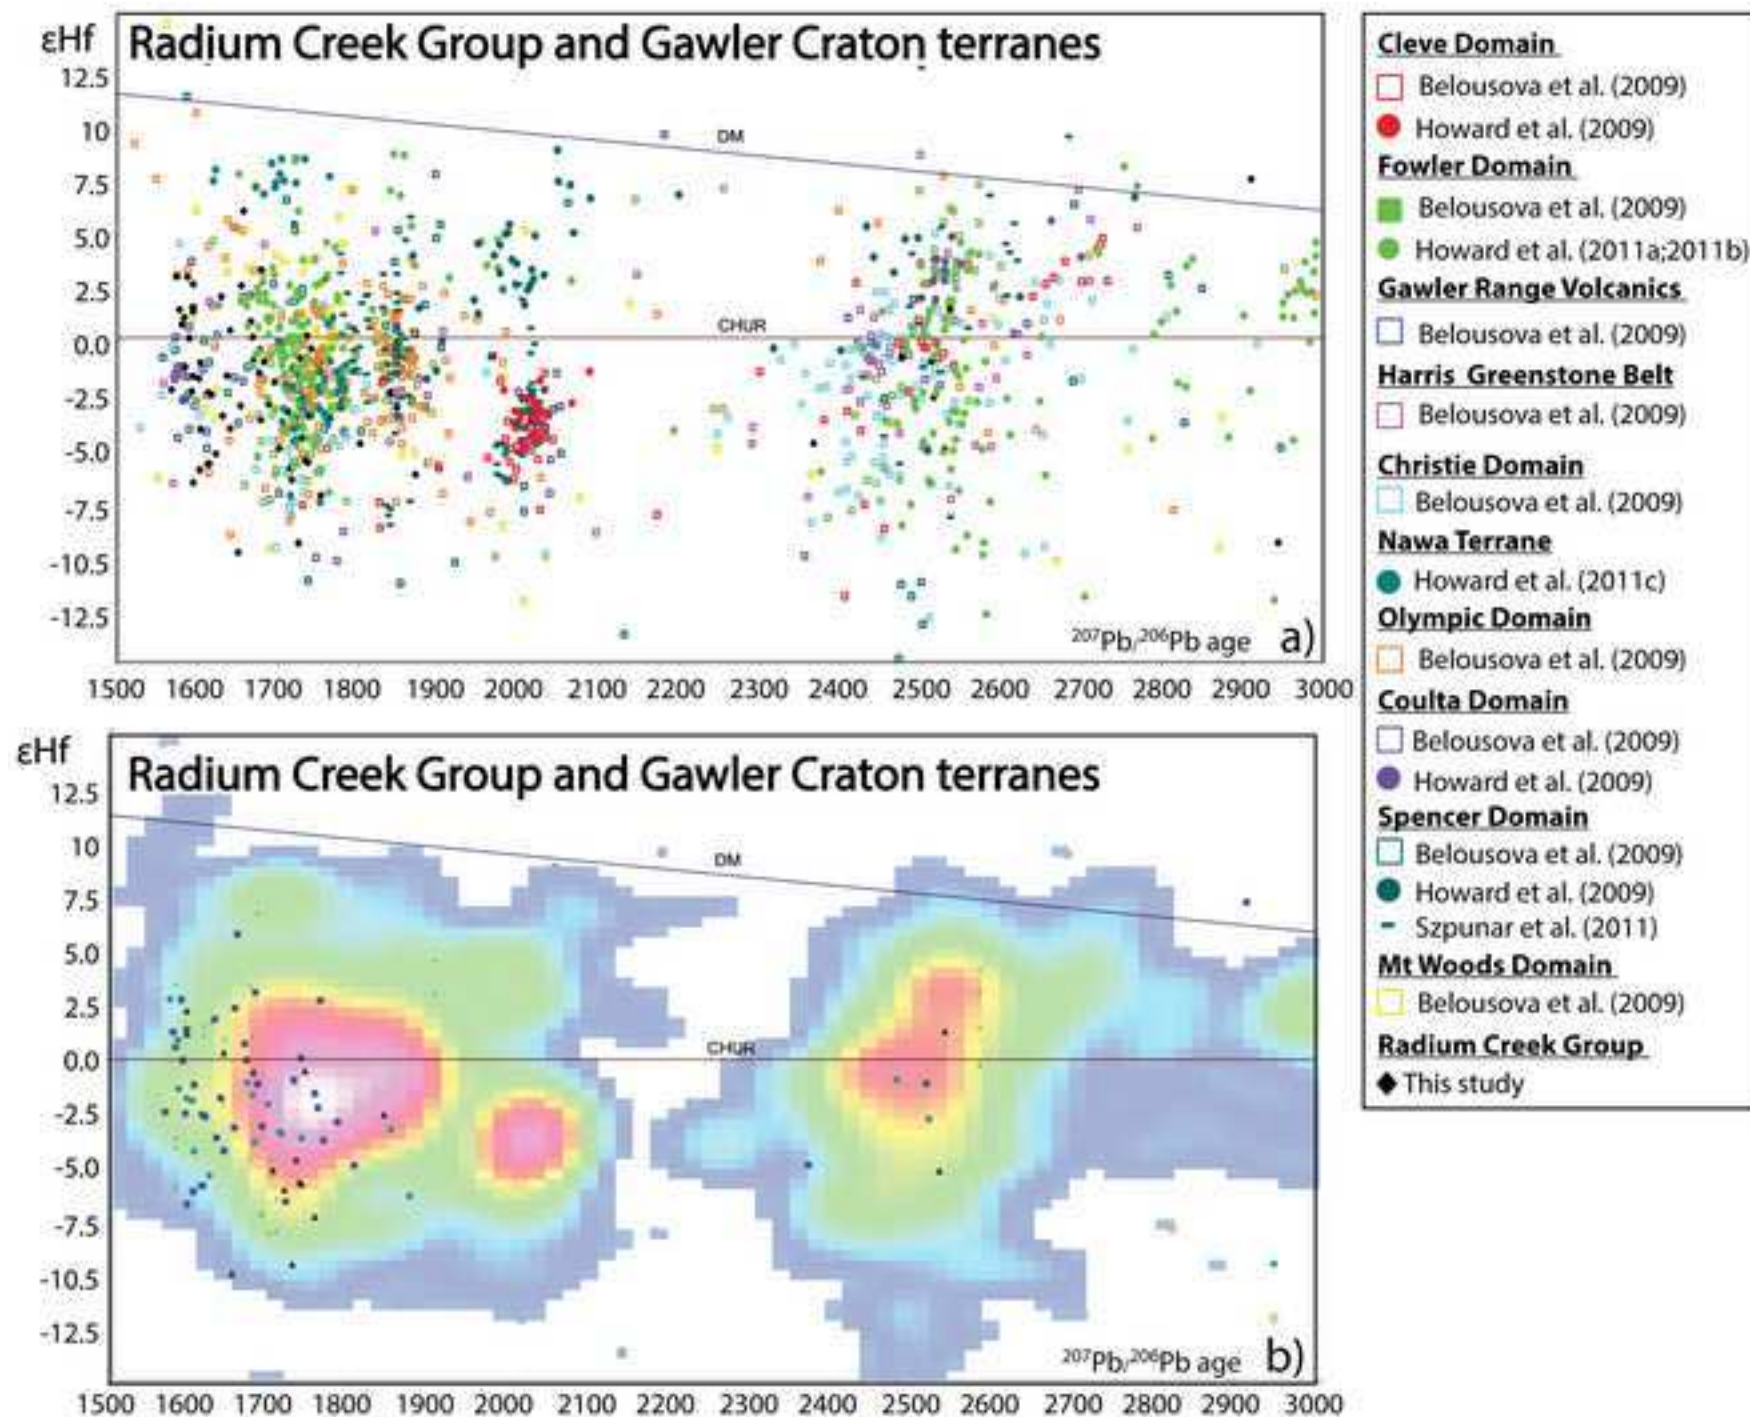 εHf
Radium Creek Group and Gawler Craton terranes
12.5
10
7.5
5.0
2.5
0.0
-2.5
-5.0
-7.5
-10.5
-12.5
DM
CHUR
207Pb/206Pb age
a)
1500 1600 1700 1800 1900 2000 2100 2200 2300 2400 2500 2600 2700 2800 2900 3000
εHf
Radium Creek Group and Gawler Craton terranes
12.5
10
7.5
5.0
2.5
0.0
-2.5
-5.0
-7.5
-10.5
-12.5
DM
CHUR
207Pb/206Pb age
b)
1500 1600 1700 1800 1900 2000 2100 2200 2300 2400 2500 2600 2700 2800 2900 3000
Cleve Domain
Belousova et al. (2009)
Howard et al. (2009)
Fowler Domain
Belousova et al. (2009)
Howard et al. (2011a;2011b)
Gawler Range Volcanics
Belousova et al. (2009)
Harris Greenstone Belt
Belousova et al. (2009)
Christie Domain
Belousova et al. (2009)
Nawa Terrane
Howard et al. (2011c)
Olympic Domain
Belousova et al. (2009)
Coulta Domain
Belousova et al. (2009)
Howard et al. (2009)
Spencer Domain
Belousova et al. (2009)
Howard et al. (2009)
Szpunar et al. (2011)
Mt Woods Domain
Belousova et al. (2009)
Radium Creek Group
This study